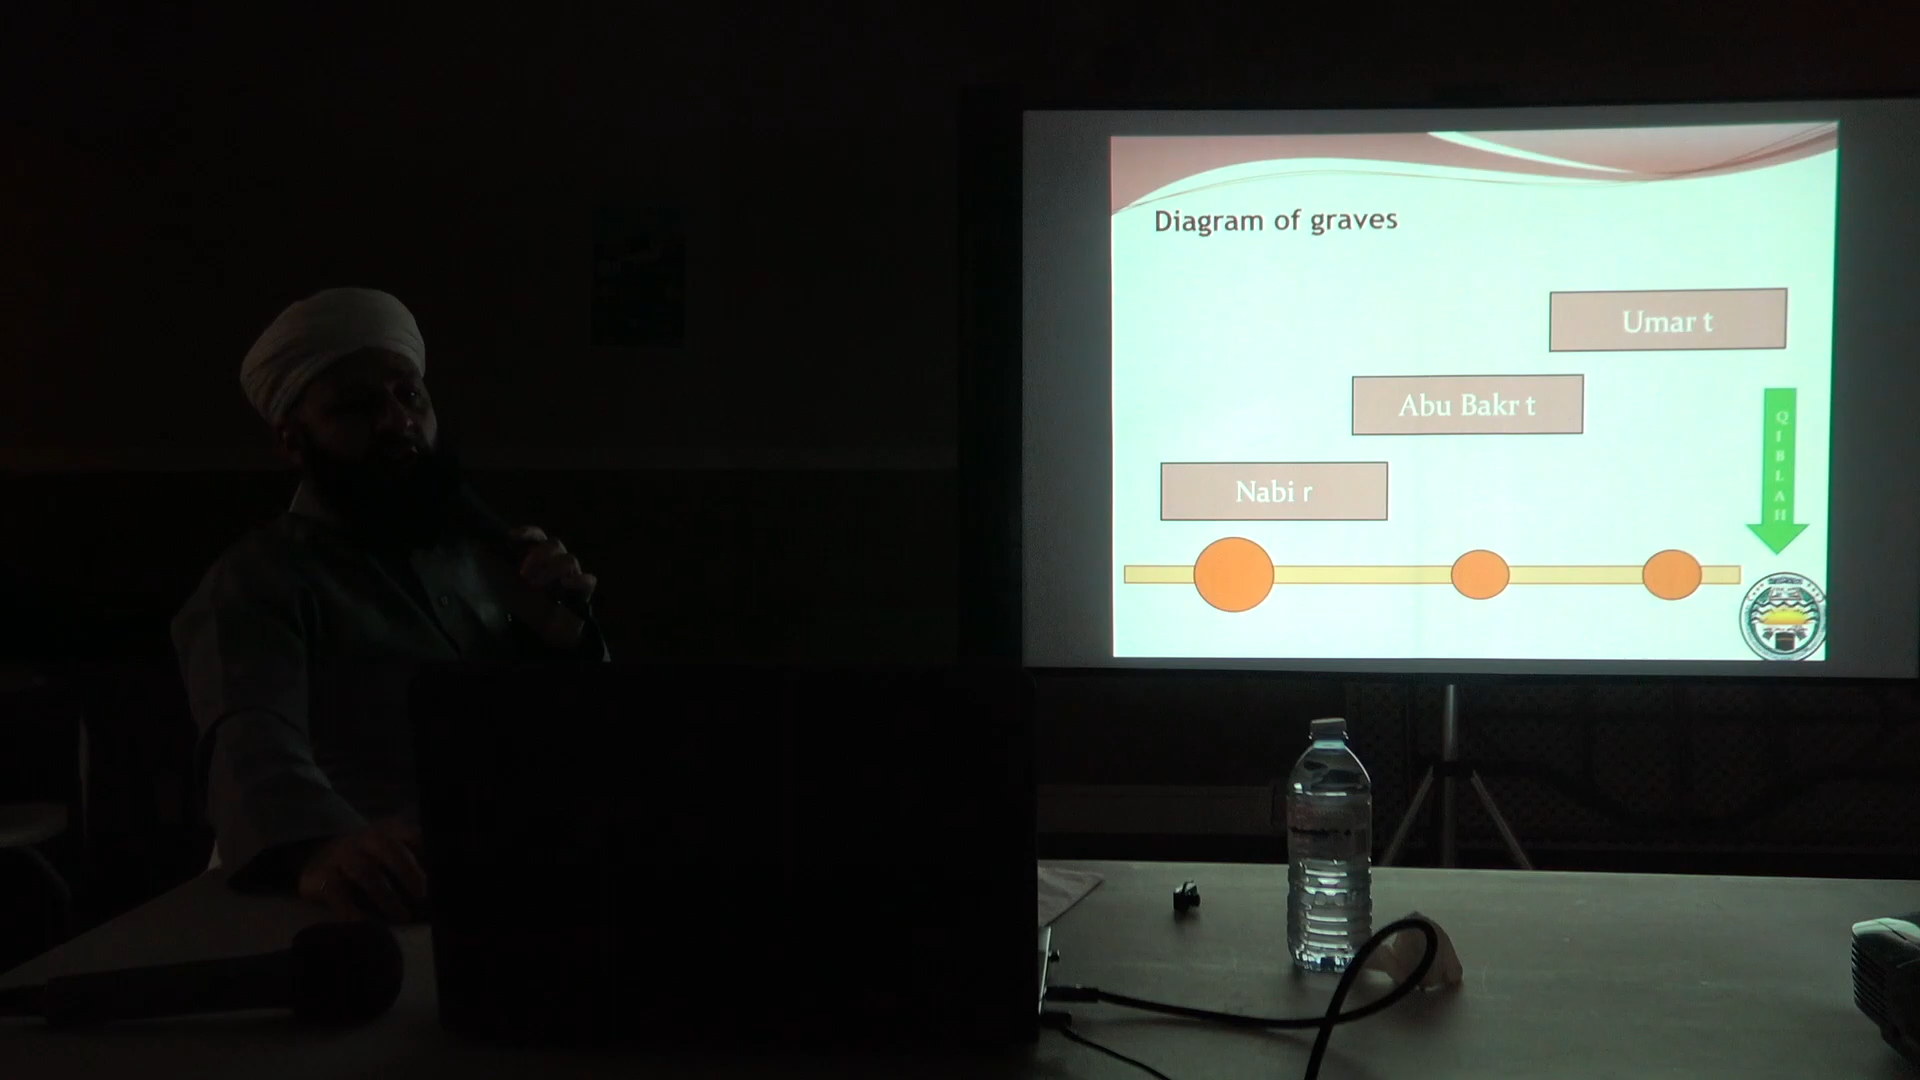 Diagram of graves
Umar t
Abu Bakr t
Nabi r
QIBLAH